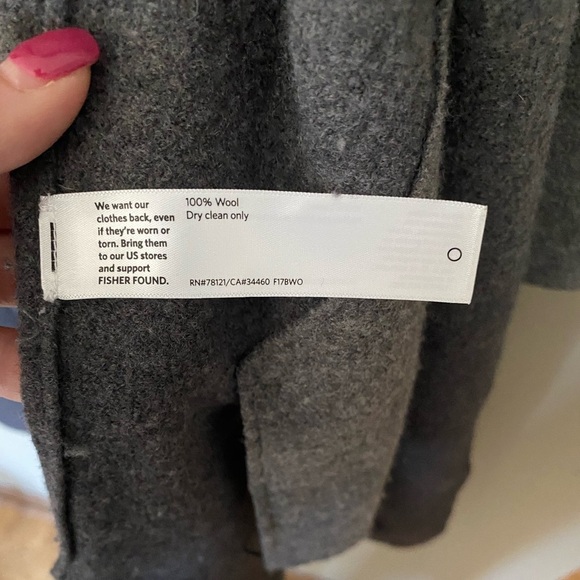 We want our
clothes back, even
if they're worn or
torn. Bring them
to our US stores
and support
FISHER FOUND.
100% Wool
Dry clean only
RN#78121/CA#34460 F17BWO